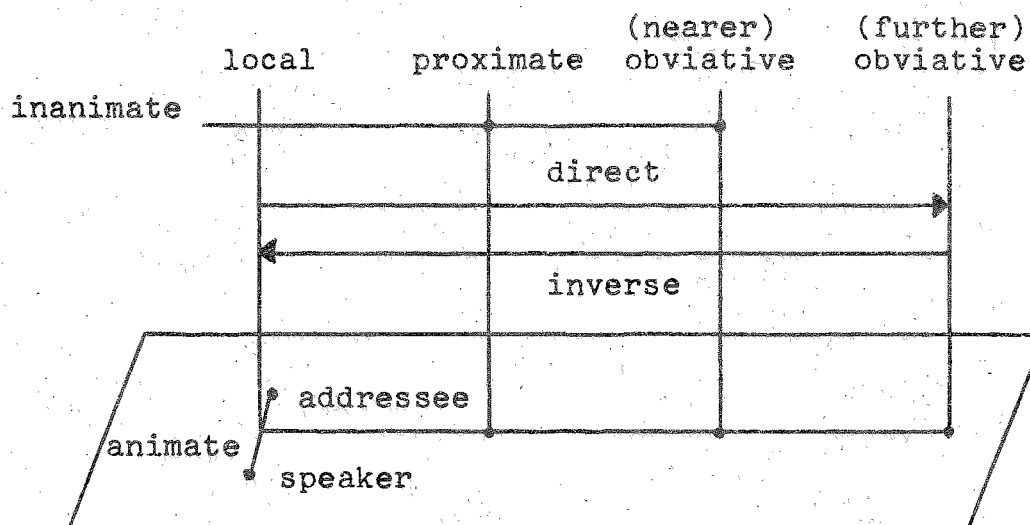 (nearer) (further)
local proximate obviative obviative
inanimate
direct
inverse
addressee
animate
speaker